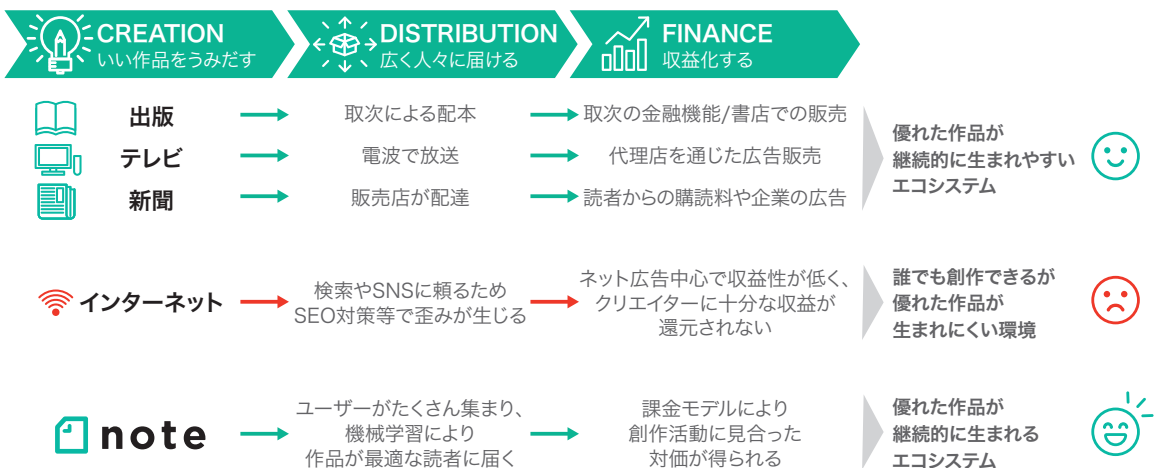 CREATION
いい作品をうみだす
DISTRIBUTION
広く人々に届ける
FINANCE
収益化する
出版
取次による配本
取次の金融機能/書店での販売
テレビ
電波で放送
代理店を通じた広告販売
新聞
販売店が配達
読者からの購読料や企業の広告
優れた作品が
継続的に生まれやすい
エコシステム
インターネット
検索やSNSに頼るため
SEO対策等で歪みが生じる
ネット広告中心で収益性が低く、
クリエイターに十分な収益が
還元されない
誰でも創作できるが
優れた作品が
生まれにくい環境
note
ユーザーがたくさん集まり、
機械学習により
作品が最適な読者に届く
課金モデルにより
創作活動に見合った
対価が得られる
優れた作品が
継続的に生まれる
エコシステム